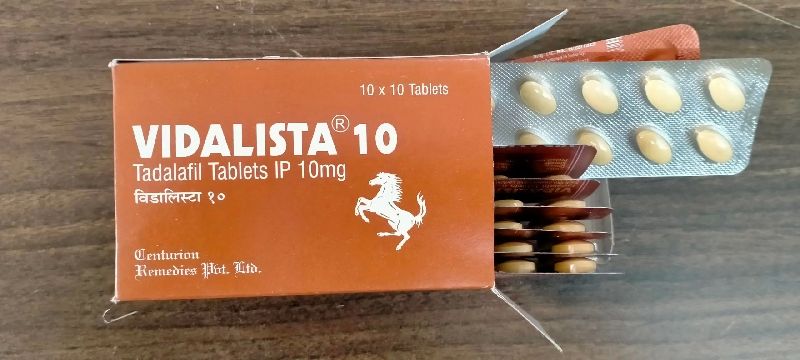 10 x 10 Tablets
VIDALISTA® 10
Tadalafil Tablets IP 10mg
विडालिस्टा १०
Centurion
Remedies Pvt. Ltd.